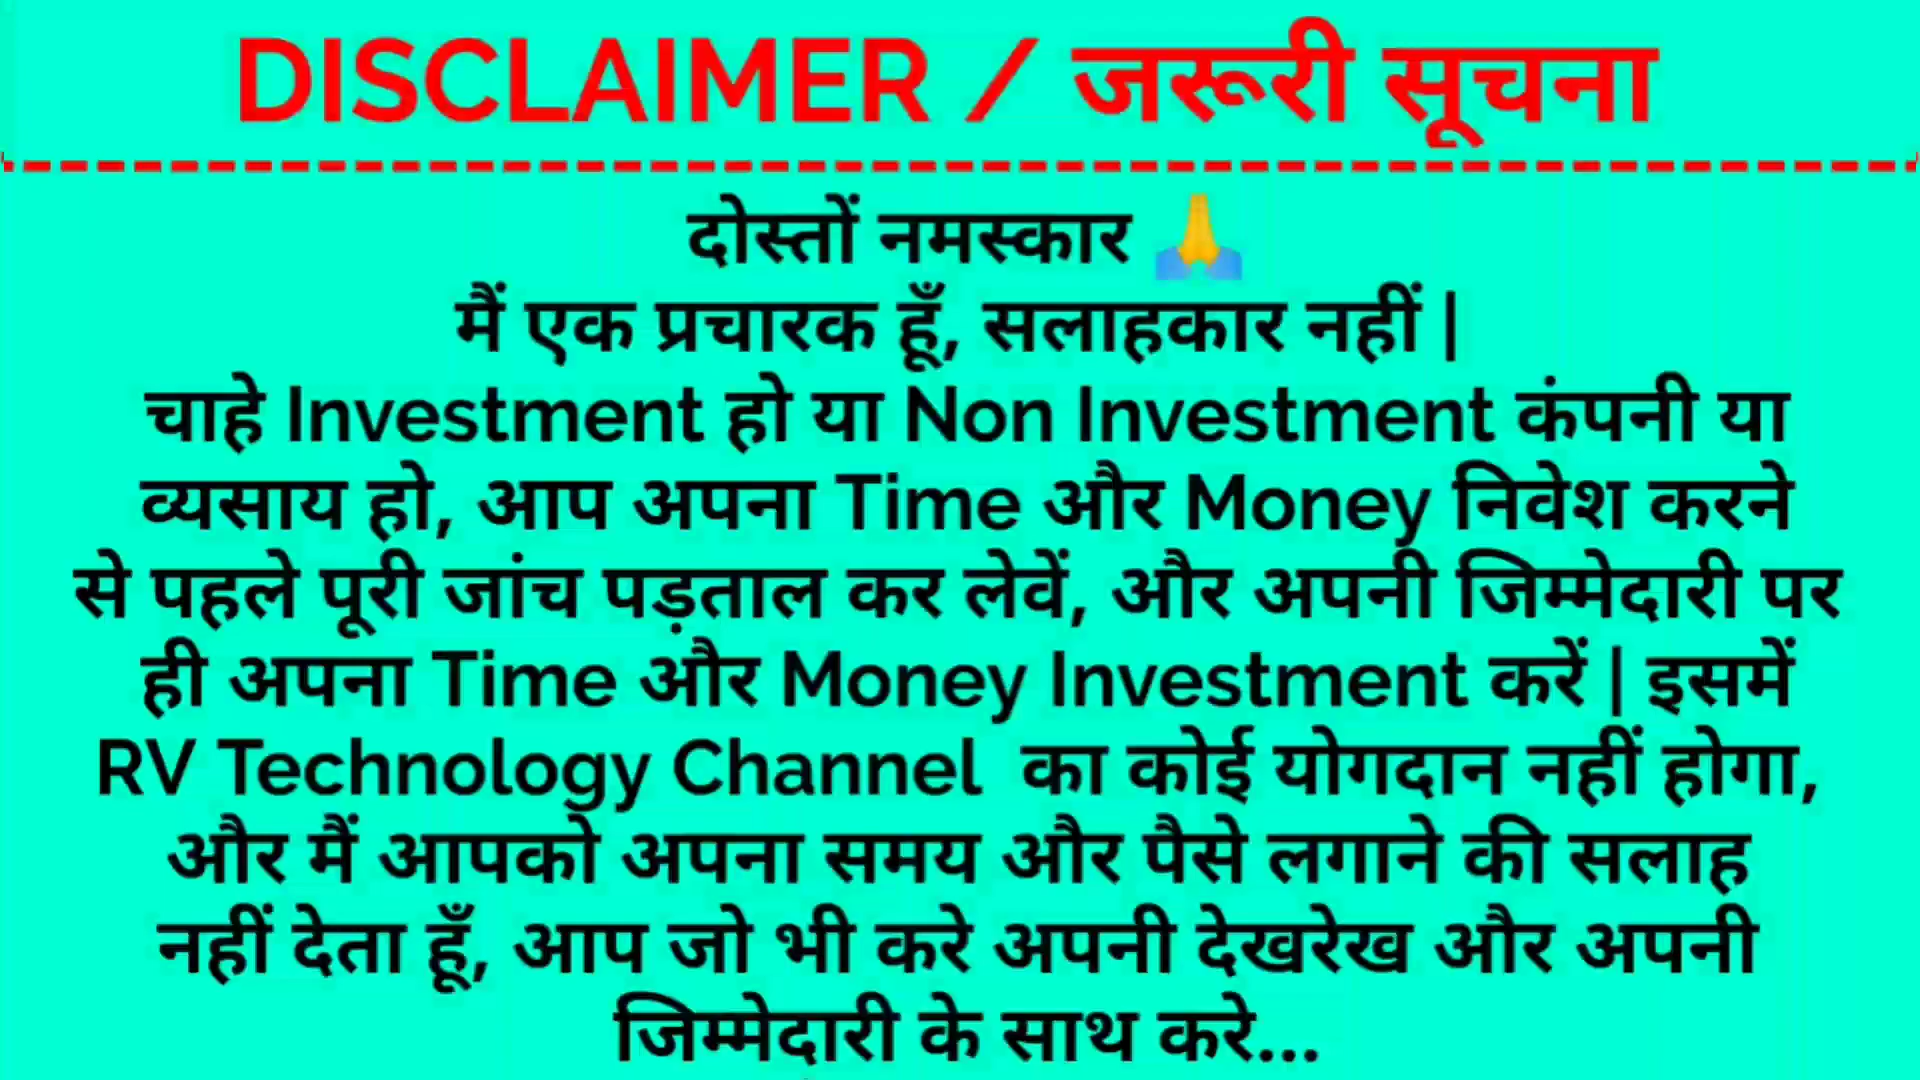 DISCLAIMER / जरूरी सूचना
दोस्तों नमस्कार 🙏
मैं एक प्रचारक हूँ, सलाहकार नहीं |
चाहे Investment हो या Non Investment कंपनी या
व्यसाय हो, आप अपना Time और Money निवेश करने
से पहले पूरी जांच पड़ताल कर लेवें, और अपनी जिम्मेदारी पर
ही अपना Time और Money Investment करें | इसमें
RV Technology Channel का कोई योगदान नहीं होगा,
और मैं आपको अपना समय और पैसे लगाने की सलाह
नहीं देता हूँ, आप जो भी करे अपनी देखरेख और अपनी
जिम्मेदारी के साथ करे...